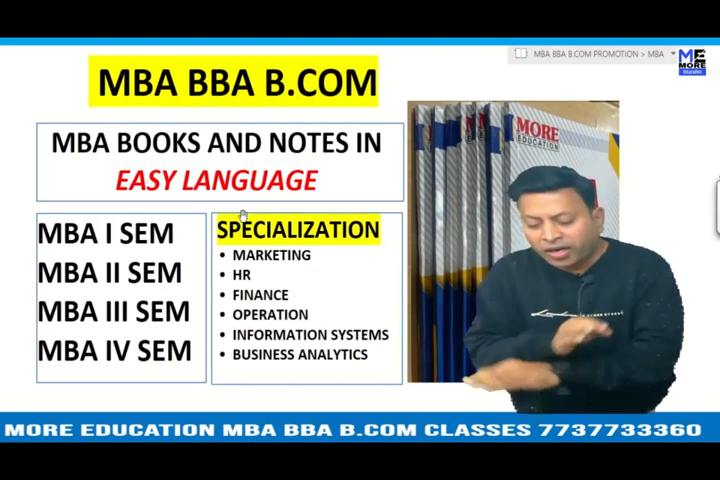 MBA BBA B.COM PROMOTION > MBA
ME
MORE
Education
MBA BBA B.COM
MBA BOOKS AND NOTES IN
EASY LANGUAGE
MBA I SEM
MBA II SEM
MBA III SEM
MBA IV SEM
SPECIALIZATION
• MARKETING
• HR
• FINANCE
• OPERATION
• INFORMATION SYSTEMS
• BUSINESS ANALYTICS
MORE
EDUCATION
MORE EDUCATION MBA BBA B.COM CLASSES 7737733360